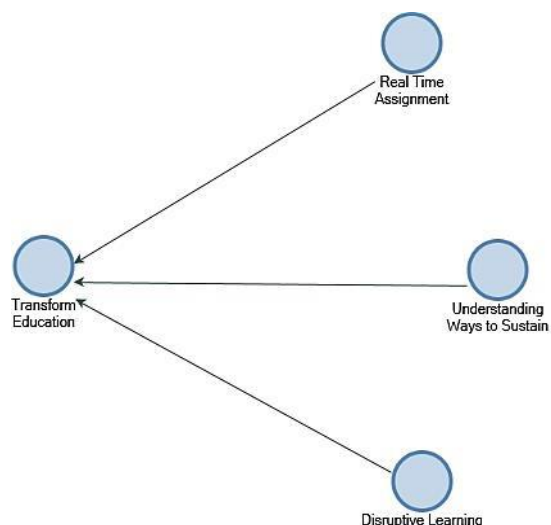 Real Time
Assignment
Transform
Education
Understanding
Ways to Sustain
Disruptive Learning